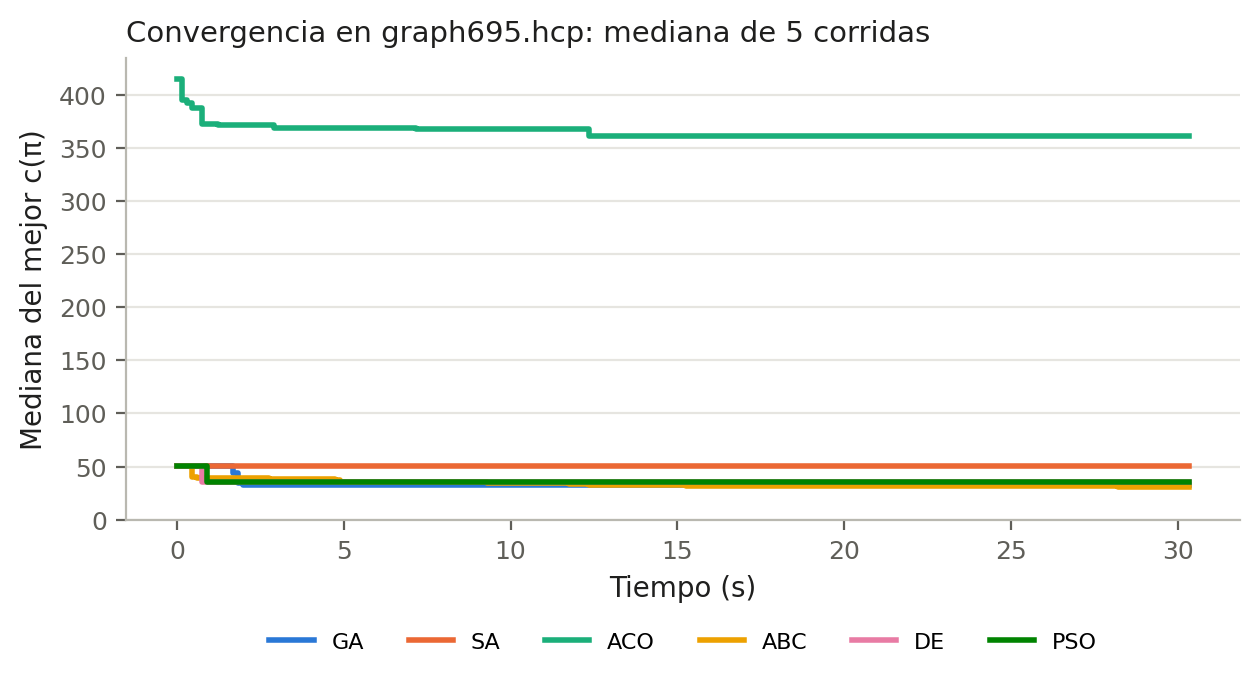 Convergencia en graph695.hcp: mediana de 5 corridas
Mediana del mejor c(π)
400
350
300
250
200
150
100
50
0
0 5 10 15 20 25 30
Tiempo (s)
GA SA ACO ABC DE PSO